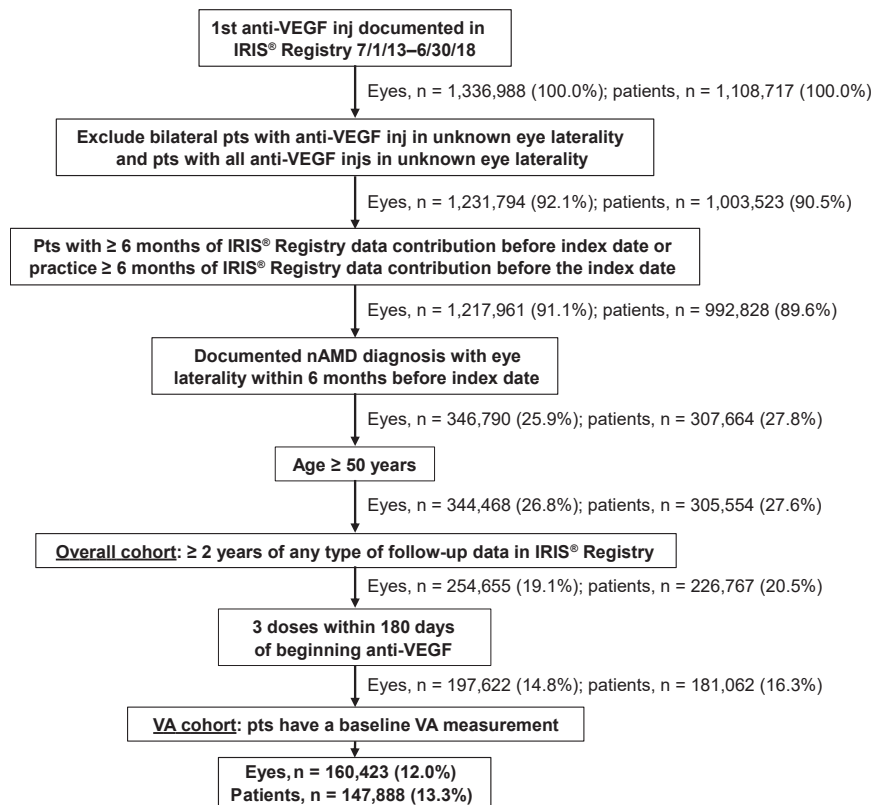 1st anti-VEGF inj documented in
IRIS® Registry 7/1/13–6/30/18
Eyes, n = 1,336,988 (100.0%); patients, n = 1,108,717 (100.0%)
Exclude bilateral pts with anti-VEGF inj in unknown eye laterality
and pts with all anti-VEGF injs in unknown eye laterality
Eyes, n = 1,231,794 (92.1%); patients, n = 1,003,523 (90.5%)
Pts with ≥ 6 months of IRIS® Registry data contribution before index date or
practice ≥ 6 months of IRIS® Registry data contribution before the index date
Eyes, n = 1,217,961 (91.1%); patients, n = 992,828 (89.6%)
Documented nAMD diagnosis with eye
laterality within 6 months before index date
Eyes, n = 346,790 (25.9%); patients, n = 307,664 (27.8%)
Age ≥ 50 years
Eyes, n = 344,468 (26.8%); patients, n = 305,554 (27.6%)
Overall cohort: ≥ 2 years of any type of follow-up data in IRIS® Registry
Eyes, n = 254,655 (19.1%); patients, n = 226,767 (20.5%)
3 doses within 180 days
of beginning anti-VEGF
Eyes, n = 197,622 (14.8%); patients, n = 181,062 (16.3%)
VA cohort: pts have a baseline VA measurement
Eyes, n = 160,423 (12.0%)
Patients, n = 147,888 (13.3%)